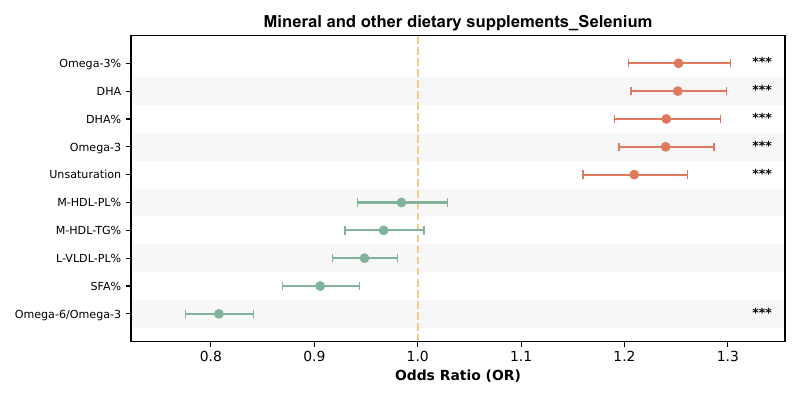 Mineral and other dietary supplements_Selenium
Omega-3% ***
DHA ***
DHA% ***
Omega-3 ***
Unsaturation ***
M-HDL-PL%
M-HDL-TG%
L-VLDL-PL%
SFA%
Omega-6/Omega-3 ***
0.8 0.9 1.0 1.1 1.2 1.3
Odds Ratio (OR)